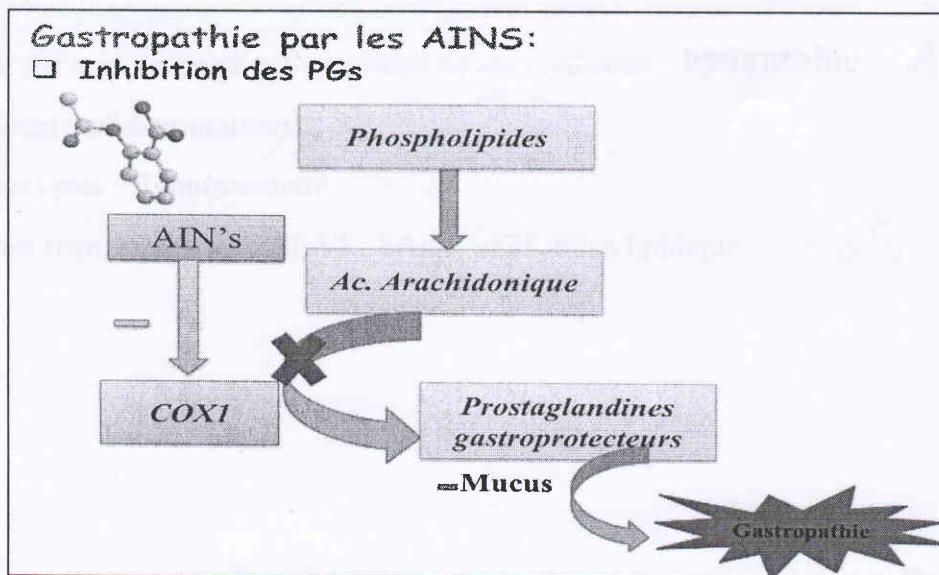 Gastropathie par les AINS:
❑ Inhibition des PGs
Phospholipides
AIN's
Ac. Arachidonique
COX1
Prostaglandines
gastroprotecteurs
-Mucus
Gastropathie